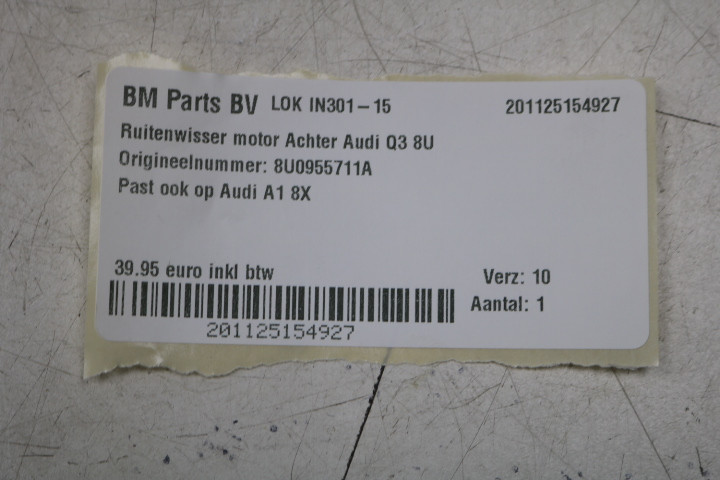 BM Parts BV LOK IN301-15 201125154927
Ruitenwisser motor Achter Audi Q3 8U
Origineelnummer: 8U0955711A
Past ook op Audi A1 8X
39.95 euro inkl btw Verz: 10
Aantal: 1
201125154927